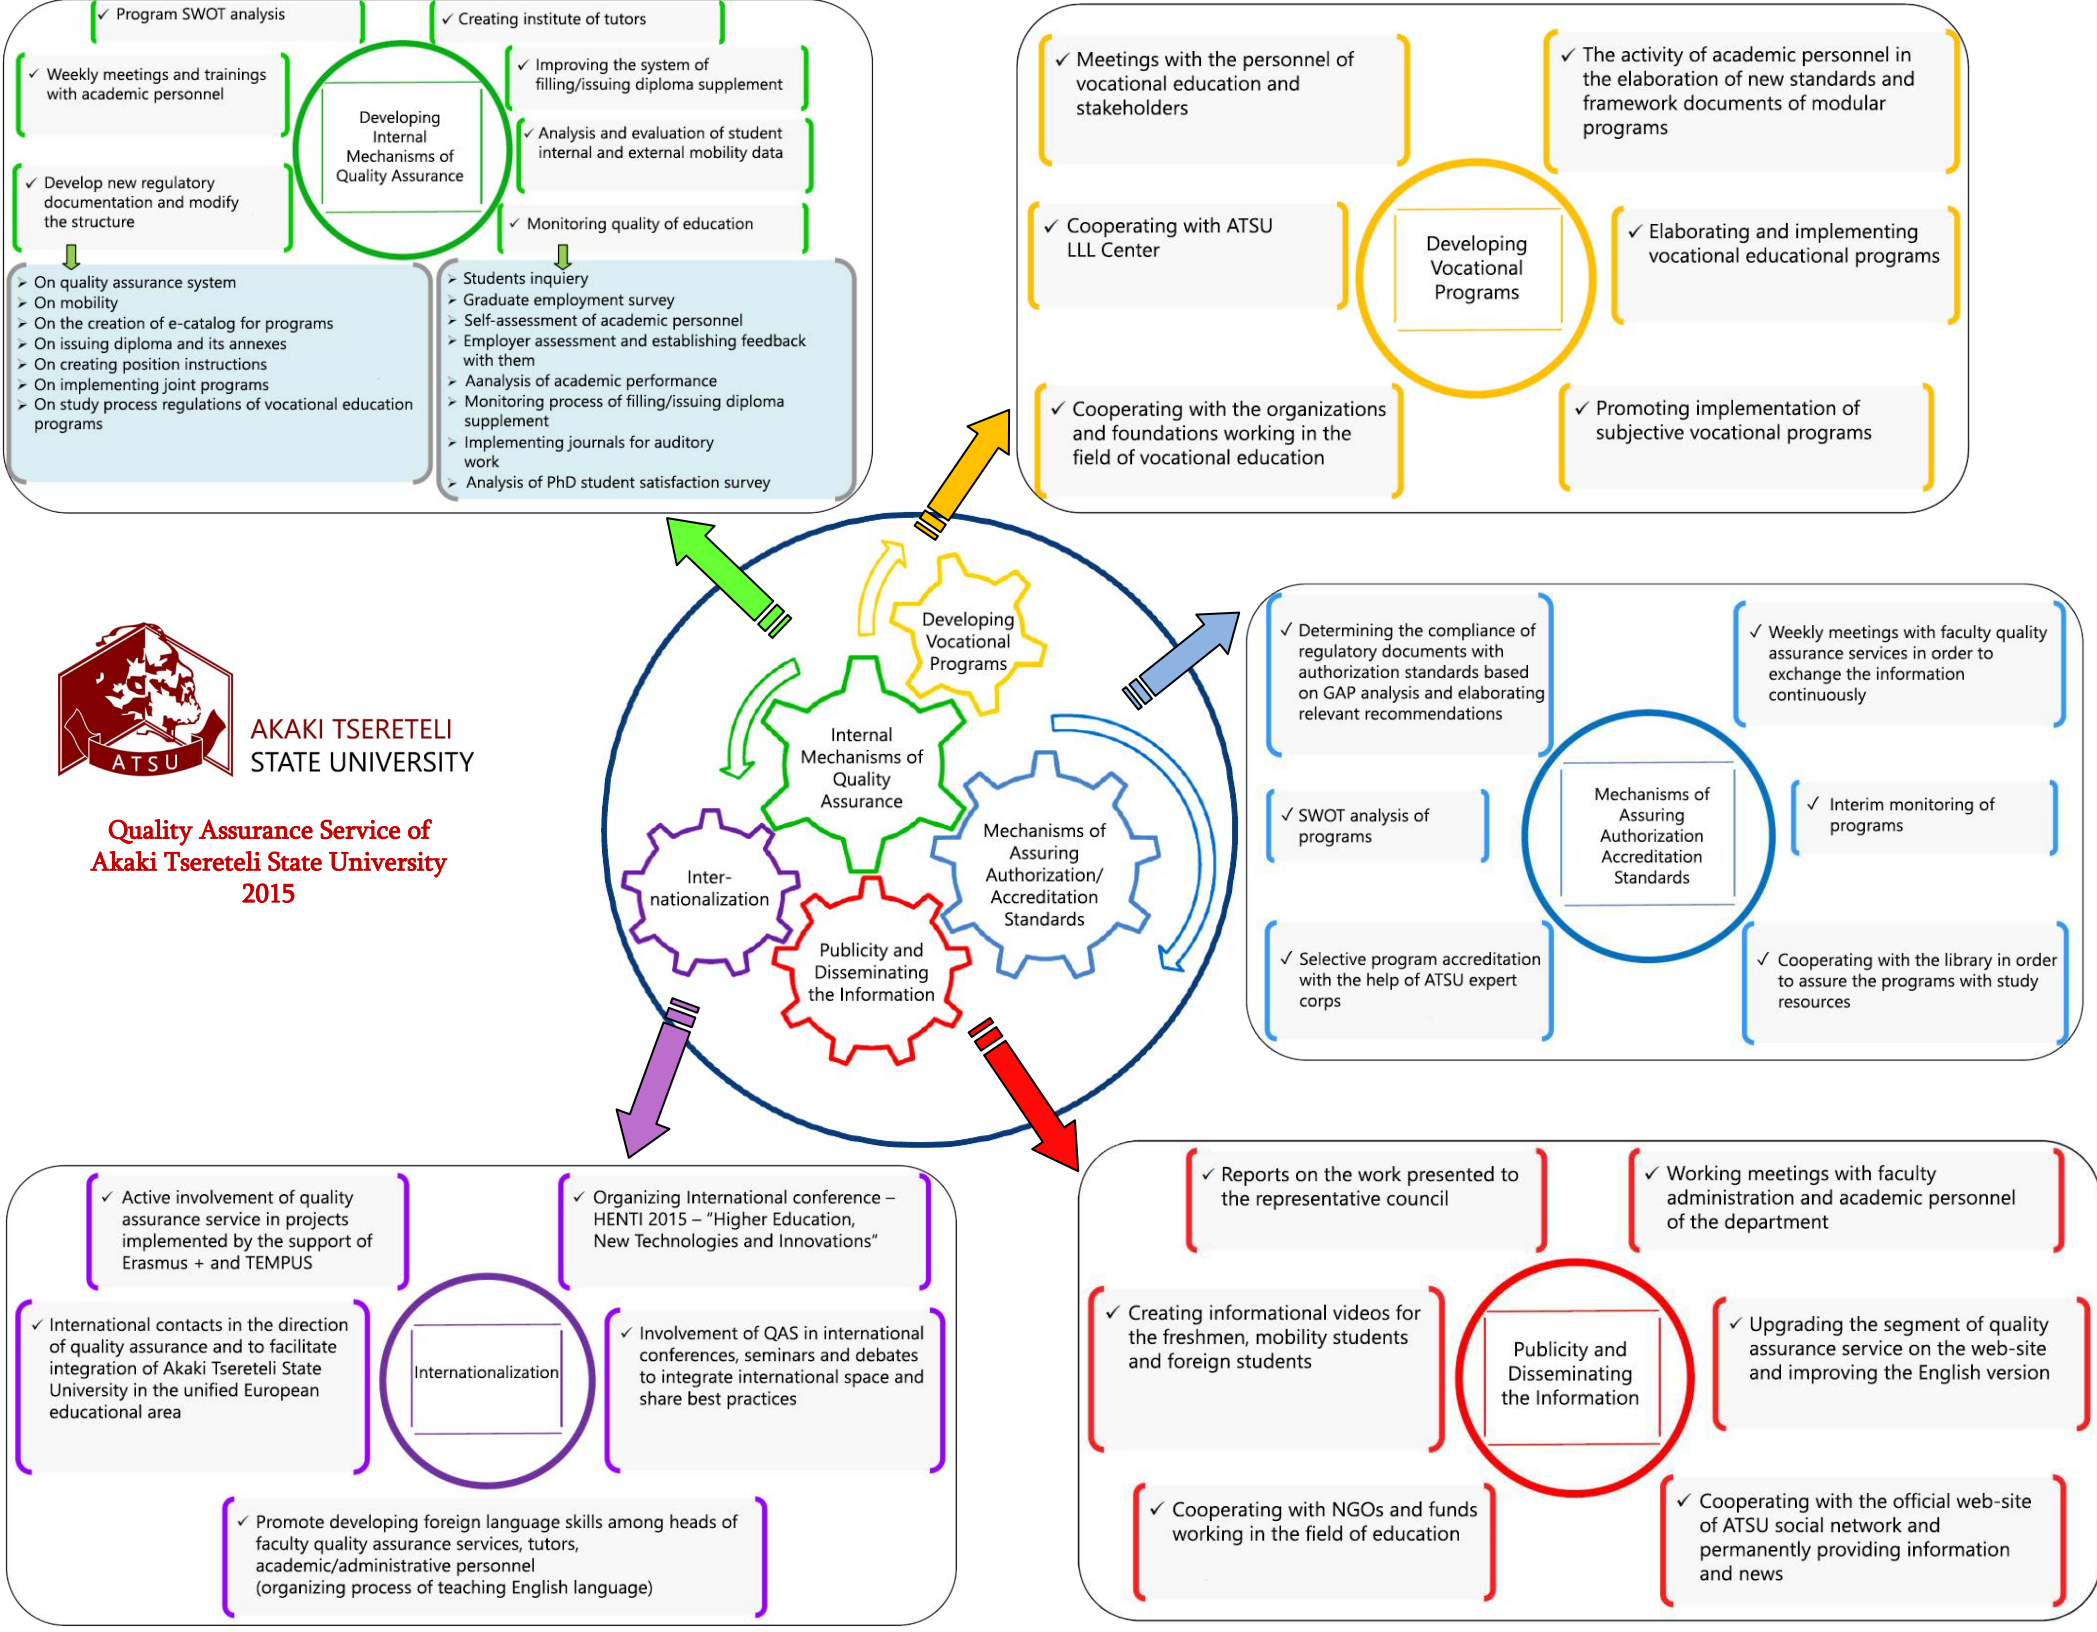 Program SWOT analysis
Creating institute of tutors
Weekly meetings and trainings
with academic personnel
Improving the system of
filling/issuing diploma supplement
Developing
Internal
Mechanisms of
Quality Assurance
Analysis and evaluation of student
internal and external mobility data
Develop new regulatory
documentation and modify
the structure
Monitoring quality of education
On quality assurance system
On mobility
On the creation of e-catalog for programs
On issuing diploma and its annexes
On creating position instructions
On implementing joint programs
On study process regulations of vocational education
programs
Students inquiery
Graduate employment survey
Self-assessment of academic personnel
Employer assessment and establishing feedback
with them
Aanalysis of academic performance
Monitoring process of filling/issuing diploma
supplement
Implementing journals for auditory
work
Analysis of PhD student satisfaction survey
Meetings with the personnel of
vocational education and
stakeholders
The activity of academic personnel in
the elaboration of new standards and
framework documents of modular
programs
Cooperating with ATSU
LLL Center
Developing
Vocational
Programs
Elaborating and implementing
vocational educational programs
Cooperating with the organizations
and foundations working in the
field of vocational education
Promoting implementation of
subjective vocational programs
ATSU
AKAKI TSERETELI
STATE UNIVERSITY
Quality Assurance Service of
Akaki Tsereteli State University
2015
Developing
Vocational
Programs
Internal
Mechanisms of
Quality
Assurance
Mechanisms of
Assuring
Authorization/
Accreditation
Standards
Inter-
nationalization
Publicity and
Disseminating
the Information
Determining the compliance of
regulatory documents with
authorization standards based
on GAP analysis and elaborating
relevant recommendations
Weekly meetings with faculty quality
assurance services in order to
exchange the information
continuously
SWOT analysis of
programs
Mechanisms of
Assuring
Authorization
Accreditation
Standards
Interim monitoring of
programs
Selective program accreditation
with the help of ATSU expert
corps
Cooperating with the library in order
to assure the programs with study
resources
Active involvement of quality
assurance service in projects
implemented by the support of
Erasmus + and TEMPUS
Organizing International conference –
HENTI 2015 – "Higher Education,
New Technologies and Innovations"
International contacts in the direction
of quality assurance and to facilitate
integration of Akaki Tsereteli State
University in the unified European
educational area
Internationalization
Involvement of QAS in international
conferences, seminars and debates
to integrate international space and
share best practices
Promote developing foreign language skills among heads of
faculty quality assurance services, tutors,
academic/administrative personnel
(organizing process of teaching English language)
Reports on the work presented to
the representative council
Working meetings with faculty
administration and academic personnel
of the department
Creating informational videos for
the freshmen, mobility students
and foreign students
Publicity and
Disseminating
the Information
Upgrading the segment of quality
assurance service on the web-site
and improving the English version
Cooperating with NGOs and funds
working in the field of education
Cooperating with the official web-site
of ATSU social network and
permanently providing information
and news